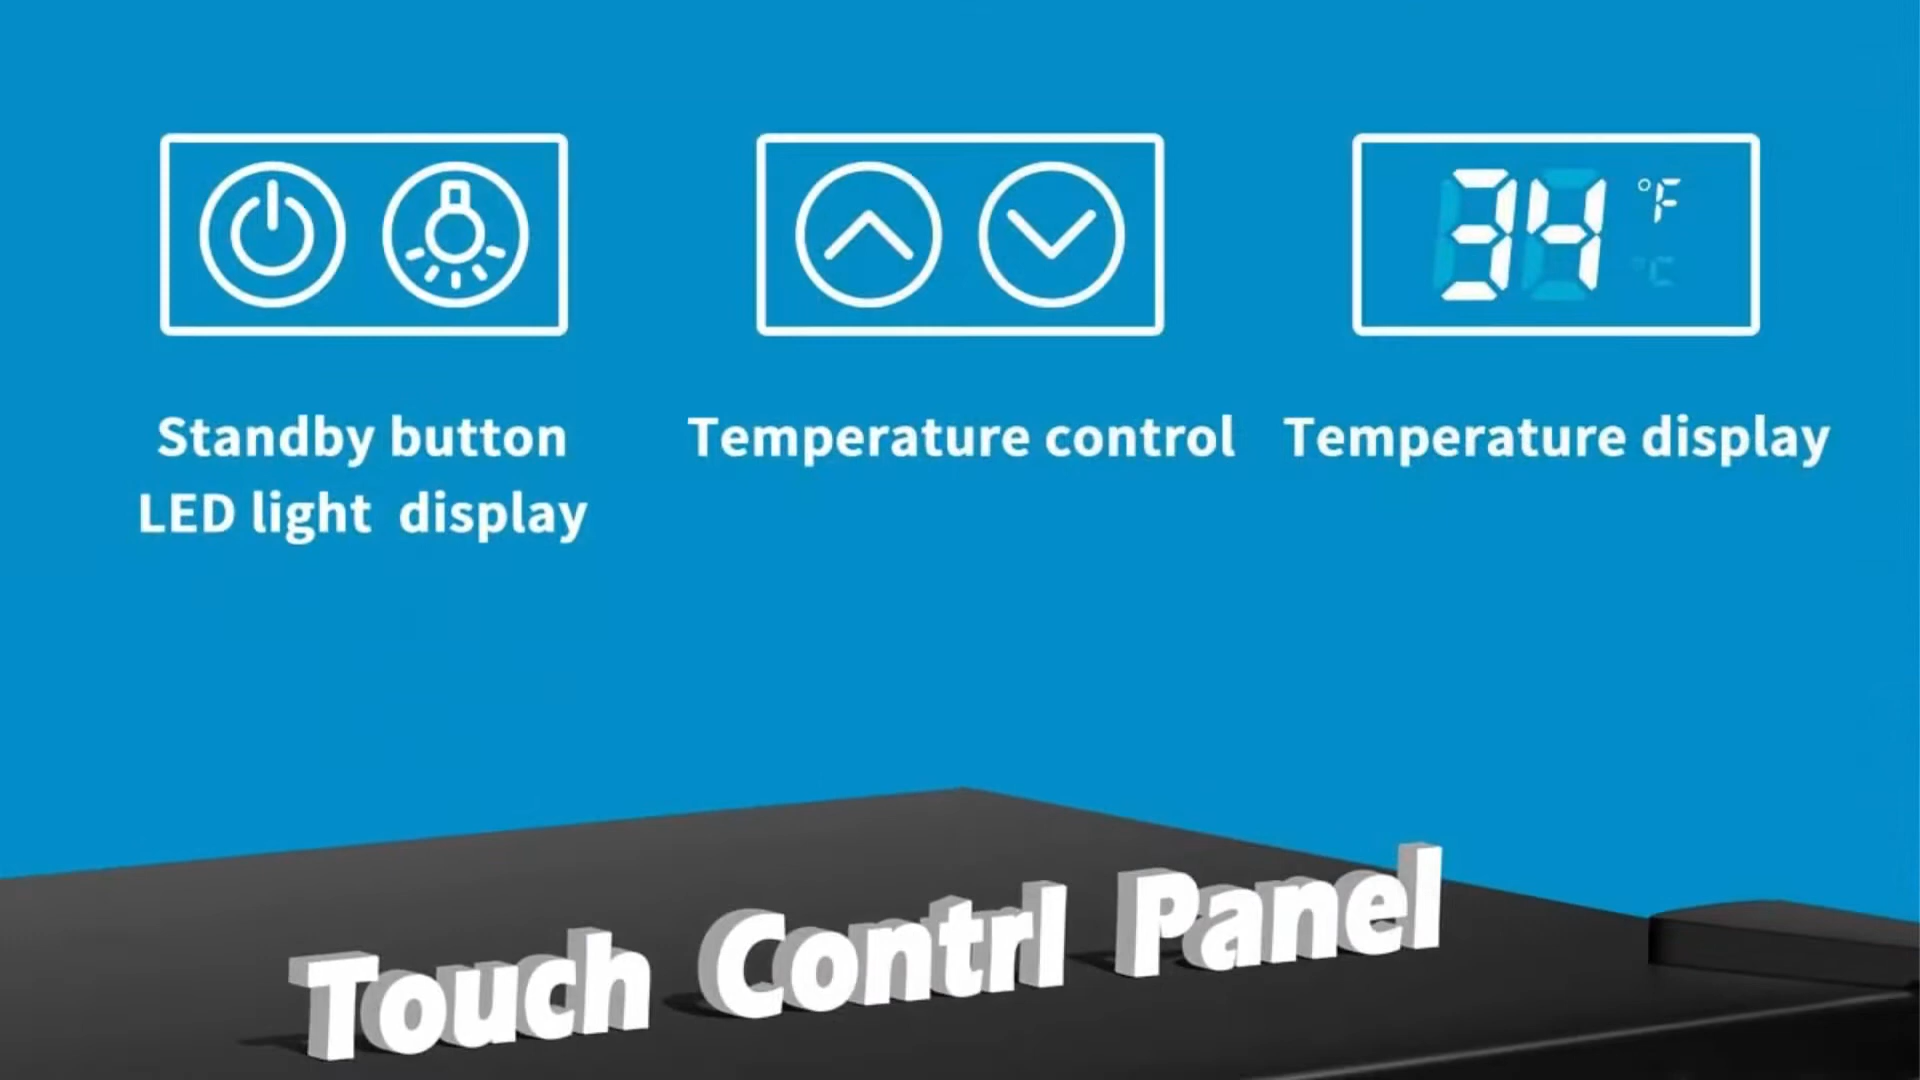 34 °F
°C
Standby button
LED light display
Temperature control
Temperature display
Touch Contrl Panel